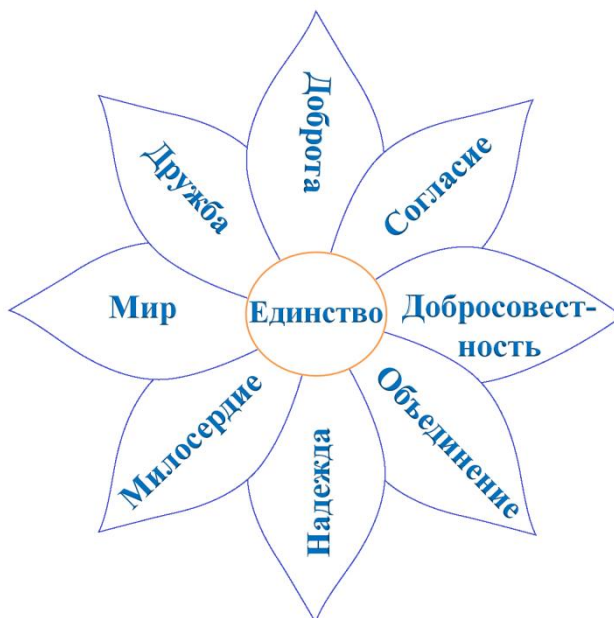 Доброта
Дружба
Согласие
Мир
Единство
Добросовест-
ность
Милосердие
Объединение
Надежда